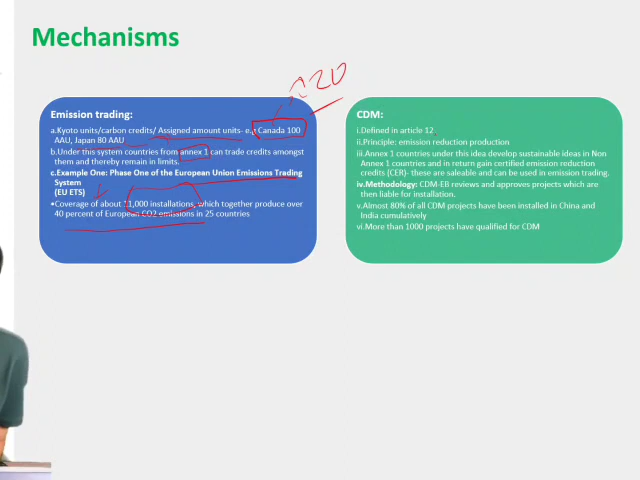 Mechanisms
Emission trading:
a.Kyoto units/carbon credits/ Assigned amount units- e.g Canada 100
AAU, Japan 80 AAU
b.Under this system countries from annex 1 can trade credits amongst
them and thereby remain in limits.
c.Example One: Phase One of the European Union Emissions Trading
System
(EU ETS)
•Coverage of about 11,000 installations, which together produce over
40 percent of European CO2 emissions in 25 countries
120
CDM:
i.Defined in article 12
ii.Principle: emission reduction production
iii.Annex 1 countries under this idea develop sustainable ideas in Non
Annex 1 countries and in return gain certified emission reduction
credits (CER)- these are saleable and can be used in emission trading.
iv.Methodology: CDM-EB reviews and approves projects which are
then liable for installation.
v.Almost 80% of all CDM projects have been installed in China and
India cumulatively
vi.More than 1000 projects have qualified for CDM